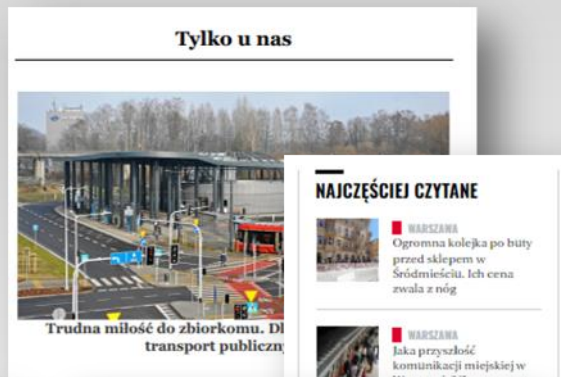 Tylko u nas
Trudna miłość do zbiorkomu.
transport
NAJCZĘŚCIEJ CZYTANE
WARSZAWA
Ogromna kolejka po buty
przed sklepem w
Śródmieściu. Ich cena
zwala z nóg
WARSZAWA
Jaka przyszłość
komunikacji miejskiej w